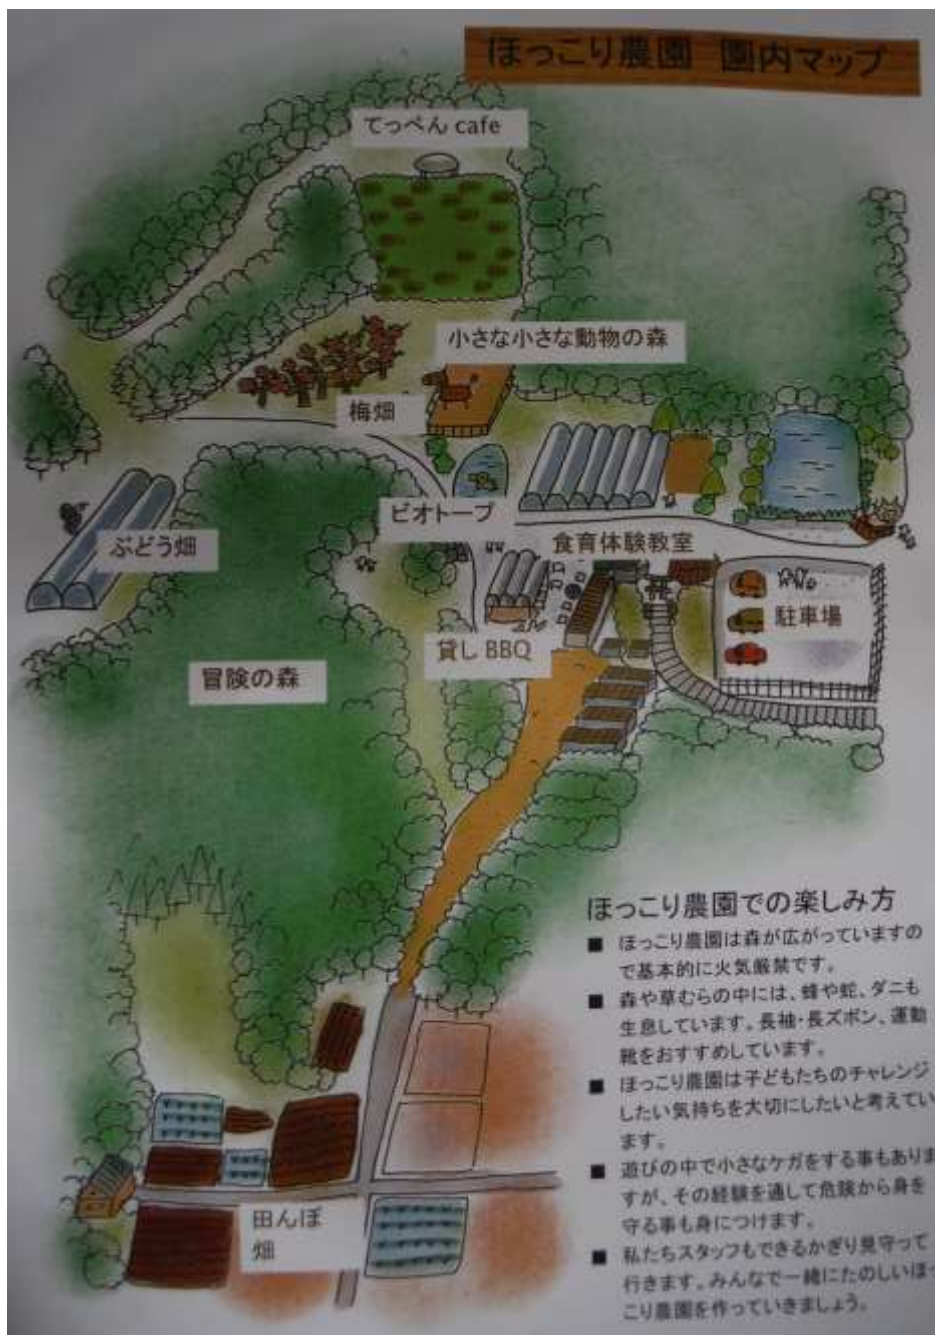 ほっこり農園 園内マップ
てっぺん cafe
小さな小さな動物の森
梅畑
ビオトープ
ぶどう畑
食育体験教室
駐車場
貸し BBQ
冒険の森
ほっこり農園での楽しみ方
■ ほっこり農園は森が広がっていますの
で基本的に火気厳禁です。
■ 森や草むらの中には、蜂や蛇、ダニも
生息しています。長袖・長ズボン、運動
靴をおすすめしています。
■ ほっこり農園は子どもたちのチャレンジ
したい気持ちを大切にしたいと考えてい
ます。
■ 遊びの中で小さなケガをする事もありま
すが、その経験を通して危険から身を
守る事も身につけます。
■ 私たちスタッフもできるかぎり見守って
行きます。みんなで一緒にたのしいほっ
こり農園を作っていきましょう。
田んぼ
畑